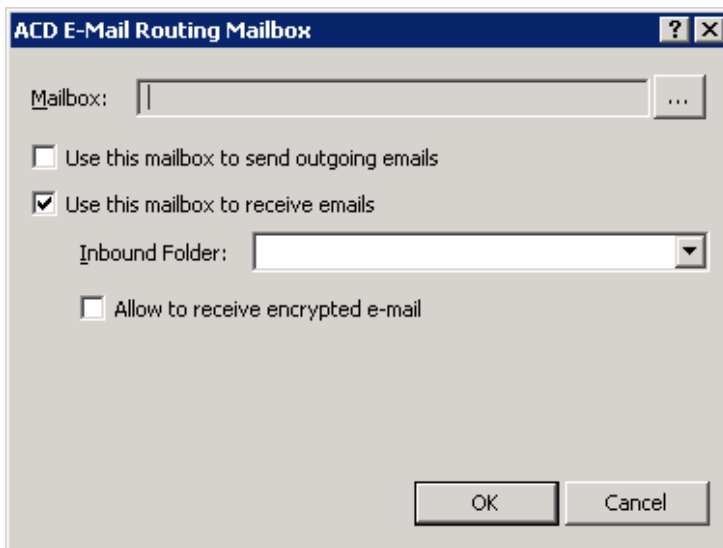 ACD E-Mail Routing Mailbox
Mailbox: ...
Use this mailbox to send outgoing emails
Use this mailbox to receive emails
Inbound Folder:
Allow to receive encrypted e-mail
OK Cancel